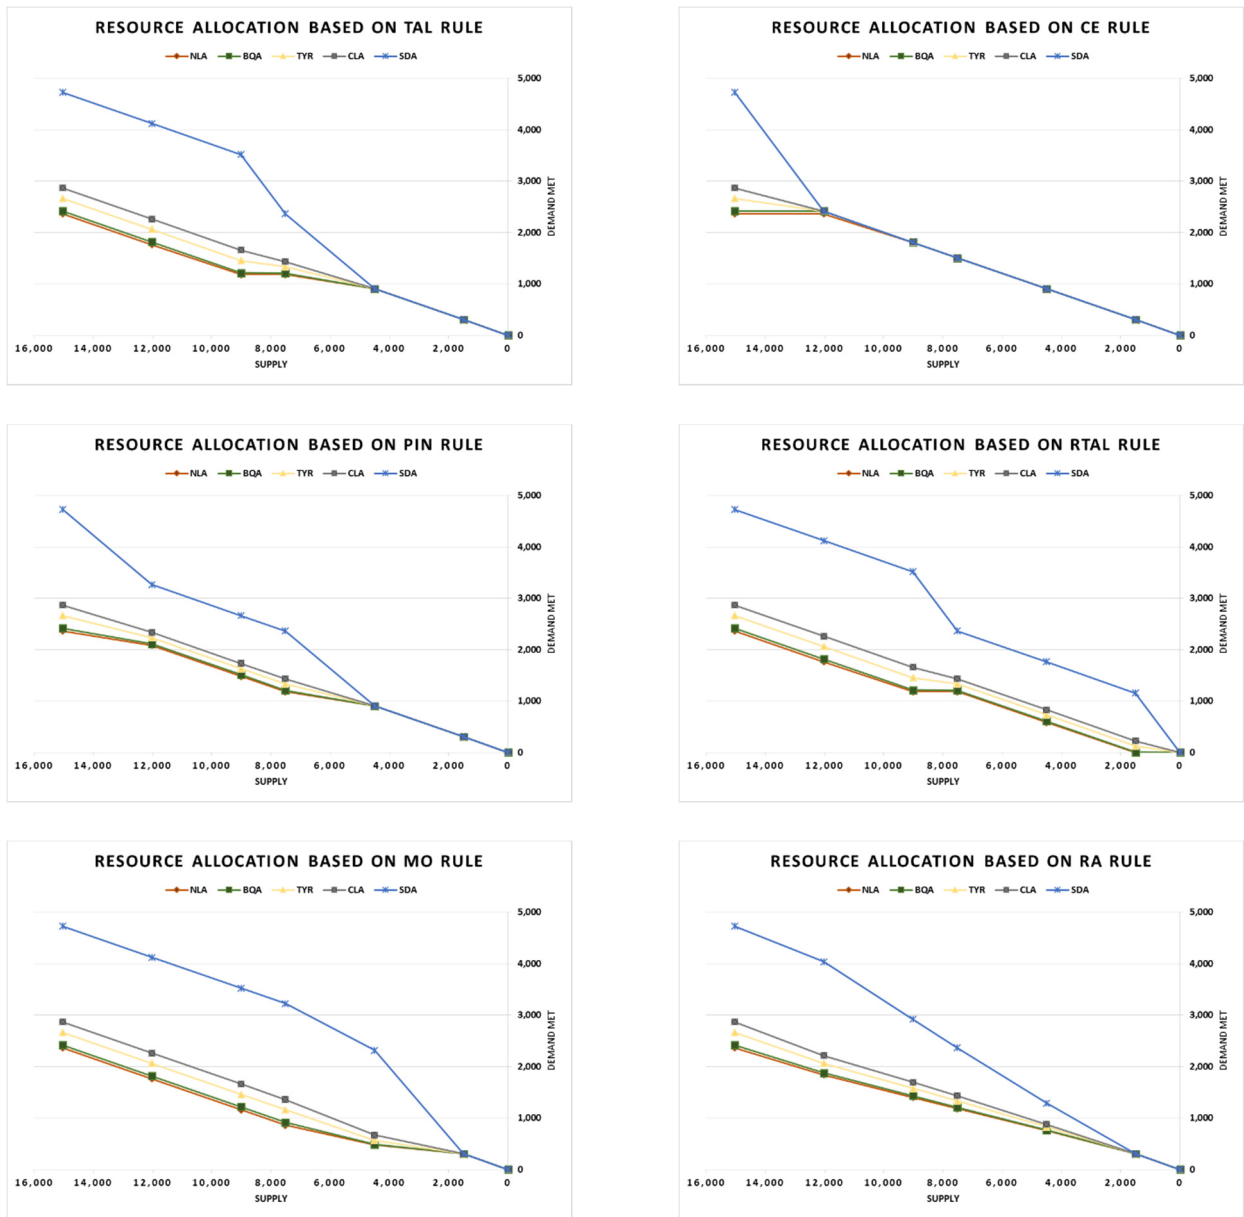 RESOURCE ALLOCATION BASED ON TAL RULE
NLA BQA TYR CLA SDA
5,000
4,000
3,000
2,000
1,000
0
DEMAND MET
16,000 14,000 12,000 10,000 8,000 6,000 4,000 2,000 0
SUPPLY
RESOURCE ALLOCATION BASED ON CE RULE
NLA BQA TYR CLA SDA
5,000
4,000
3,000
2,000
1,000
0
DEMAND MET
16,000 14,000 12,000 10,000 8,000 6,000 4,000 2,000 0
SUPPLY
RESOURCE ALLOCATION BASED ON PIN RULE
NLA BQA TYR CLA SDA
5,000
4,000
3,000
2,000
1,000
0
DEMAND MET
16,000 14,000 12,000 10,000 8,000 6,000 4,000 2,000 0
SUPPLY
RESOURCE ALLOCATION BASED ON RTAL RULE
NLA BQA TYR CLA SDA
5,000
4,000
3,000
2,000
1,000
0
DEMAND MET
16,000 14,000 12,000 10,000 8,000 6,000 4,000 2,000 0
SUPPLY
RESOURCE ALLOCATION BASED ON MO RULE
NLA BQA TYR CLA SDA
5,000
4,000
3,000
2,000
1,000
0
DEMAND MET
16,000 14,000 12,000 10,000 8,000 6,000 4,000 2,000 0
SUPPLY
RESOURCE ALLOCATION BASED ON RA RULE
NLA BQA TYR CLA SDA
5,000
4,000
3,000
2,000
1,000
0
DEMAND MET
16,000 14,000 12,000 10,000 8,000 6,000 4,000 2,000 0
SUPPLY